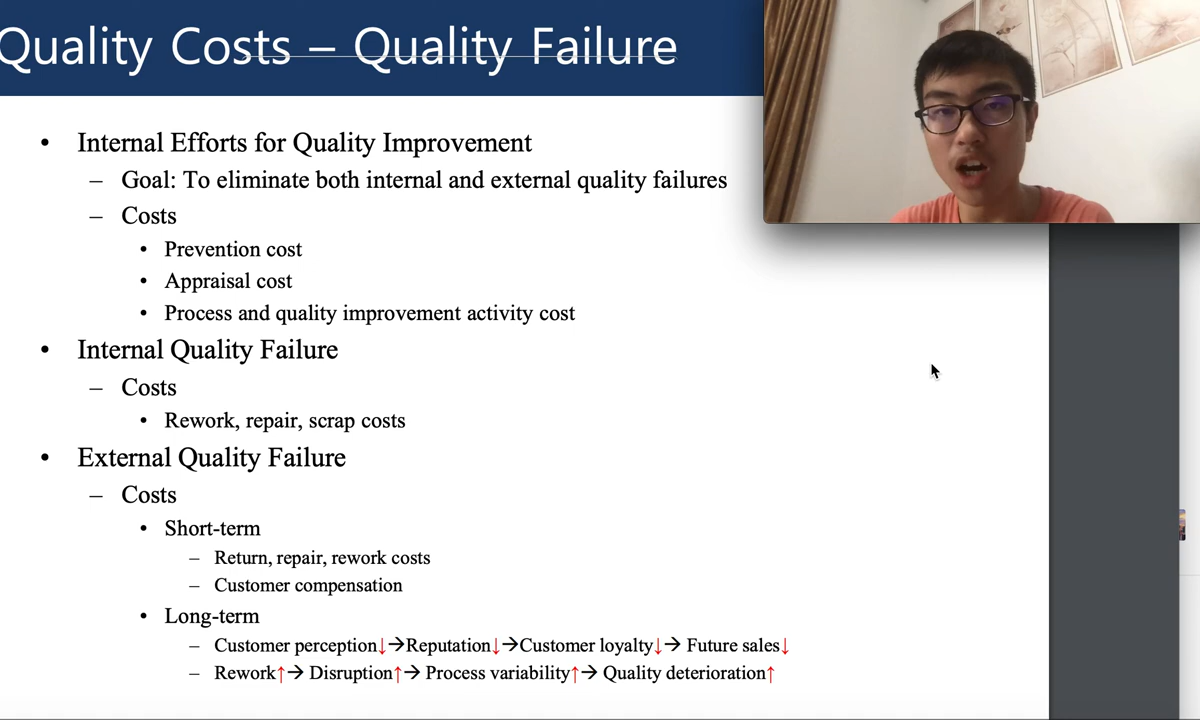 Quality Costs – Quality Failure
• Internal Efforts for Quality Improvement
– Goal: To eliminate both internal and external quality failures
– Costs
• Prevention cost
• Appraisal cost
• Process and quality improvement activity cost
• Internal Quality Failure
– Costs
• Rework, repair, scrap costs
• External Quality Failure
– Costs
• Short-term
– Return, repair, rework costs
– Customer compensation
• Long-term
– Customer perception↓→Reputation↓→Customer loyalty↓→ Future sales↓
– Rework↑→ Disruption↑→ Process variability↑→ Quality deterioration↑